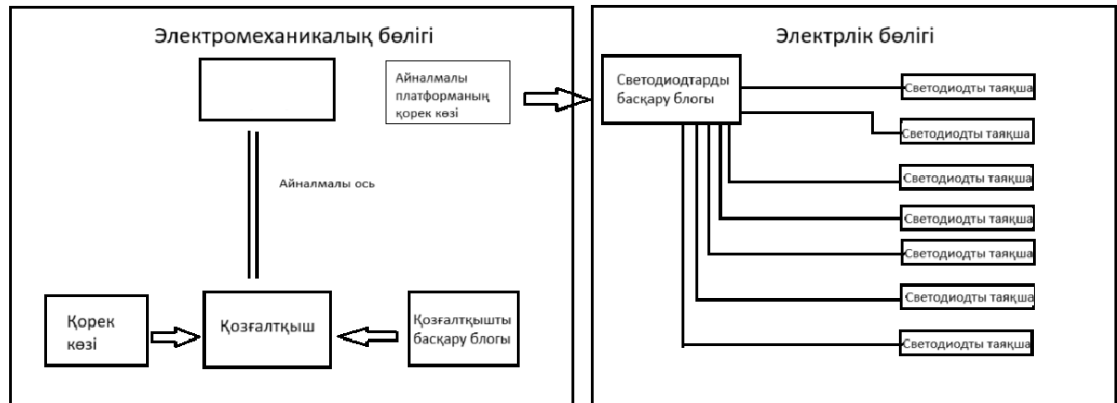 Электромеханикалық бөлігі
Айналмалы
платформаның
қорек көзі
Айналмалы ось
Қорек
көзі
Қозғалтқыш
Қозғалтқышты
басқару блогы
Электрлік бөлігі
Светодиодтарды
басқару блогы
Светодиодты таяқша
Светодиодты таяқша
Светодиодты таяқша
Светодиодты таяқша
Светодиодты таяқша
Светодиодты таяқша
Светодиодты таяқша